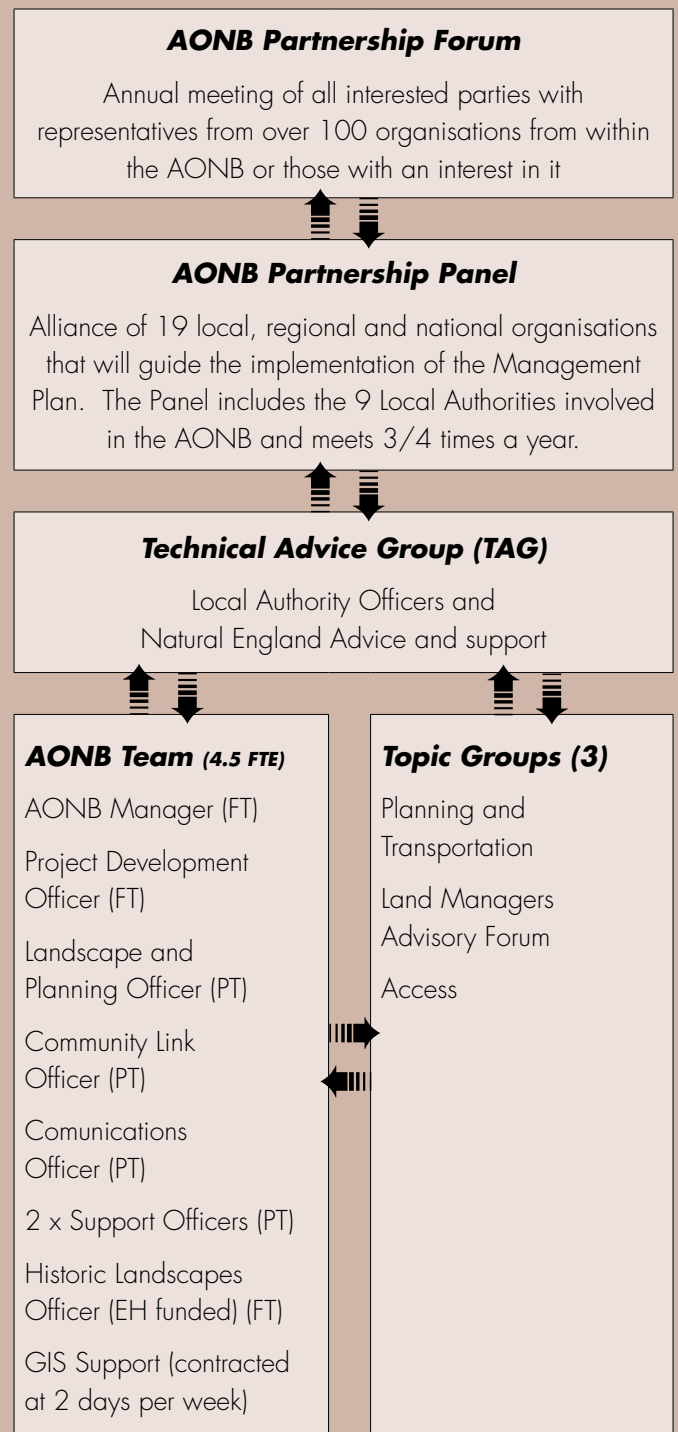 AONB Partnership Forum
Annual meeting of all interested parties with
representatives from over 100 organisations from within
the AONB or those with an interest in it
AONB Partnership Panel
Alliance of 19 local, regional and national organisations
that will guide the implementation of the Management
Plan. The Panel includes the 9 Local Authorities involved
in the AONB and meets 3/4 times a year.
Technical Advice Group (TAG)
Local Authority Officers and
Natural England Advice and support
AONB Team (4.5 FTE)
AONB Manager (FT)
Project Development
Officer (FT)
Landscape and
Planning Officer (PT)
Community Link
Officer (PT)
Comunications
Officer (PT)
2 x Support Officers (PT)
Historic Landscapes
Officer (EH funded) (FT)
GIS Support (contracted
at 2 days per week)
Topic Groups (3)
Planning and
Transportation
Land Managers
Advisory Forum
Access